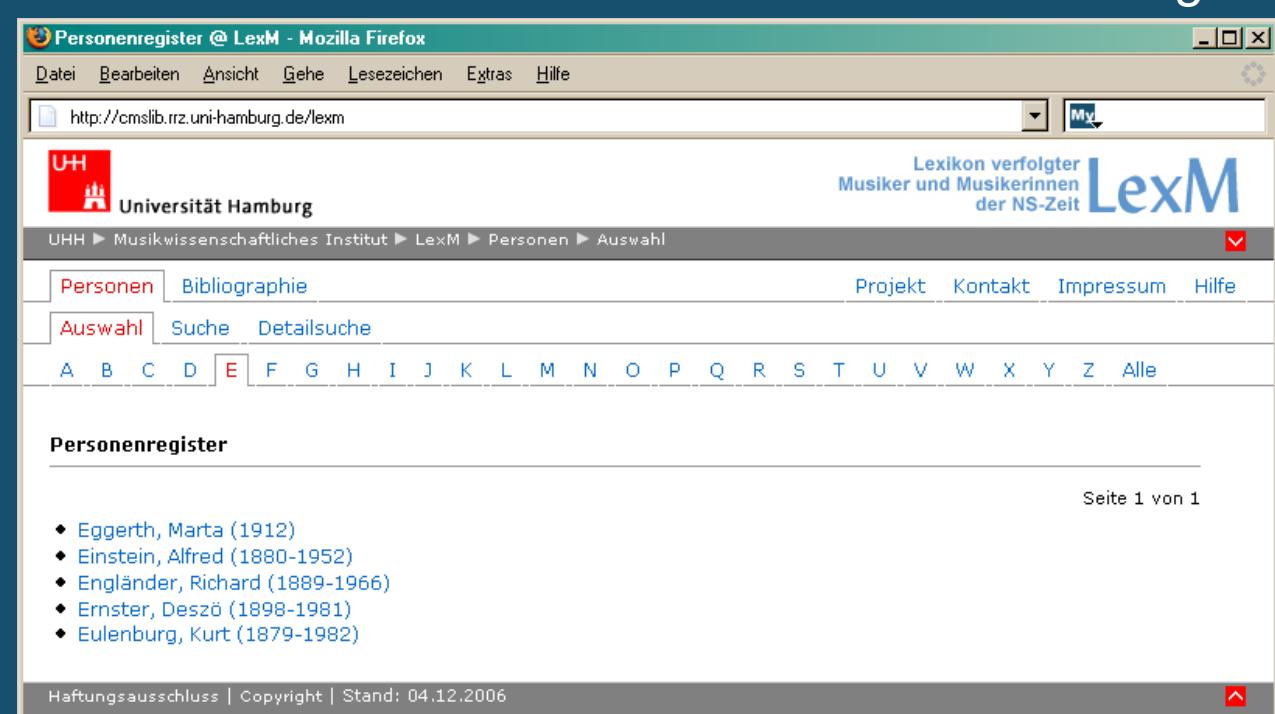 g
Personenregister @ LexM - Mozilla Firefox
Datei Bearbeiten Ansicht Gehe Lesezeichen Extras Hilfe
http://cmslib.rrz.uni-hamburg.de/lexm My
UHH
Universität Hamburg
Lexikon verfolgter
Musiker und Musikerinnen
der NS-Zeit
LexM
UHH ▶ Musikwissenschaftliches Institut ▶ LexM ▶ Personen ▶ Auswahl
Personen Bibliographie Projekt Kontakt Impressum Hilfe
Auswahl Suche Detailsuche
A B C D E F G H I J K L M N O P Q R S T U V W X Y Z Alle
Personenregister
Seite 1 von 1
Eggerth, Marta (1912)
Einstein, Alfred (1880-1952)
Engländer, Richard (1889-1966)
Ernster, Deszö (1898-1981)
Eulenburg, Kurt (1879-1982)
Haftungsausschluss | Copyright | Stand: 04.12.2006